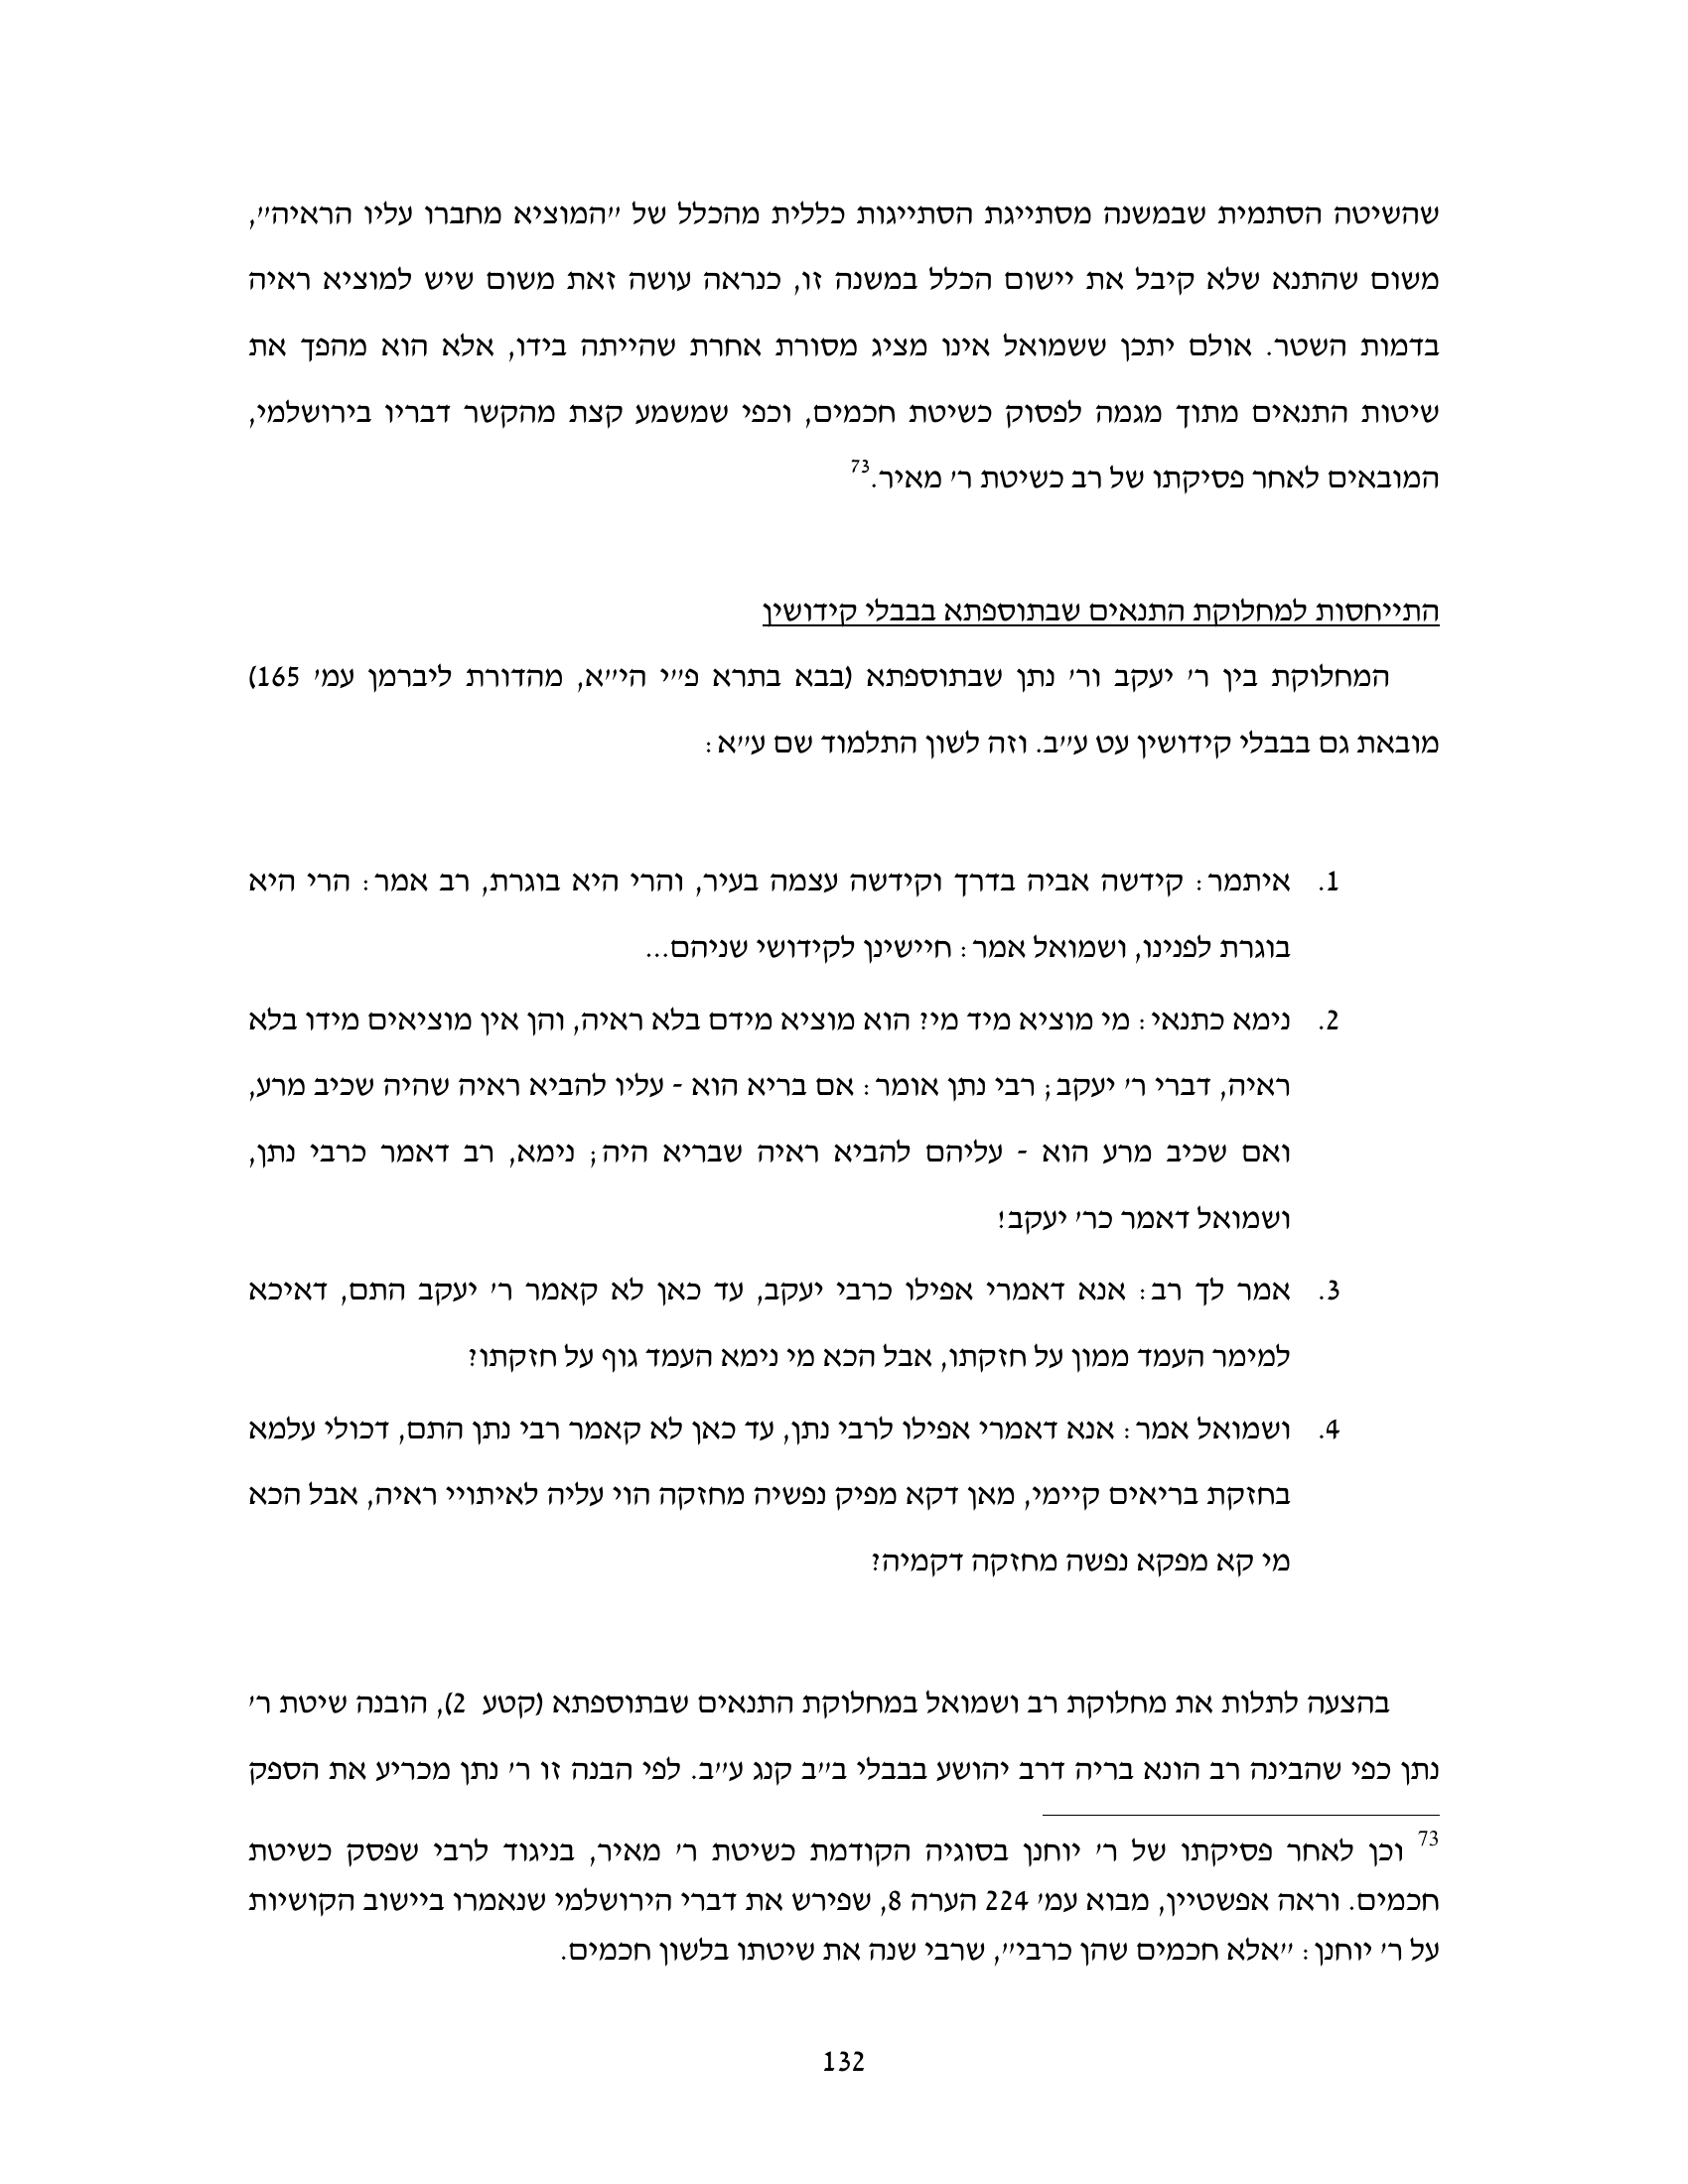 שהשיטה הסתמית שבמשנה מסתייגת הסתייגות כללית מהכלל של "המוציא מחברו עליו הראיה",
משום שהתנא שלא קיבל את יישום הכלל במשנה זו, כנראה עושה זאת משום שיש למוציא ראיה
בדמות השטר. אולם יתכן ששמואל אינו מציג מסורת אחרת שהייתה בידו, אלא הוא מהפך את
שיטות התנאים מתוך מגמה לפסוק כשיטת חכמים, וכפי שמשמע קצת מהקשר דבריו בירושלמי,
המובאים לאחר פסיקתו של רב כשיטת ר' מאיר.73
התייחסות למחלוקת התנאים שבתוספתא בבבלי קידושין
המחלוקת בין ר' יעקב ור' נתן שבתוספתא (בבא בתרא פ"י הי"א, מהדורת ליברמן עמ' 165)
מובאת גם בבבלי קידושין עט ע"ב. וזה לשון התלמוד שם ע"א:
1. איתמר: קידשה אביה בדרך וקידשה עצמה בעיר, והרי היא בוגרת, רב אמר: הרי היא
בוגרת לפנינו, ושמואל אמר: חיישינן לקידושי שניהם...
2. נימא כתנאי: מי מוציא מיד מי? הוא מוציא מידם בלא ראיה, והן אין מוציאים מידו בלא
ראיה, דברי ר' יעקב; רבי נתן אומר: אם בריא הוא - עליו להביא ראיה שהיה שכיב מרע,
ואם שכיב מרע הוא - עליהם להביא ראיה שבריא היה; נימא, רב דאמר כרבי נתן,
ושמואל דאמר כר' יעקב!
3. אמר לך רב: אנא דאמרי אפילו כרבי יעקב, עד כאן לא קאמר ר' יעקב התם, דאיכא
למימר העמד ממון על חזקתו, אבל הכא מי נימא העמד גוף על חזקתו?
4. ושמואל אמר: אנא דאמרי אפילו לרבי נתן, עד כאן לא קאמר רבי נתן התם, דכולי עלמא
בחזקת בריאים קיימי, מאן דקא מפיק נפשיה מחזקה הוי עליה לאיתויי ראיה, אבל הכא
מי קא מפקא נפשה מחזקה דקמיה?
בהצעה לתלות את מחלוקת רב ושמואל במחלוקת התנאים שבתוספתא (קטע 2), הובנה שיטת ר'
נתן כפי שהבינה רב הונא בריה דרב יהושע בבבלי ב"ב קנג ע"ב. לפי הבנה זו ר' נתן מכריע את הספק
73 וכן לאחר פסיקתו של ר' יוחנן בסוגיה הקודמת כשיטת ר' מאיר, בניגוד לרבי שפסק כשיטת
חכמים. וראה אפשטיין, מבוא עמ' 224 הערה 8, שפירש את דברי הירושלמי שנאמרו ביישוב הקושיות
על ר' יוחנן: "אלא חכמים שהן כרבי", שרבי שנה את שיטתו בלשון חכמים.
132